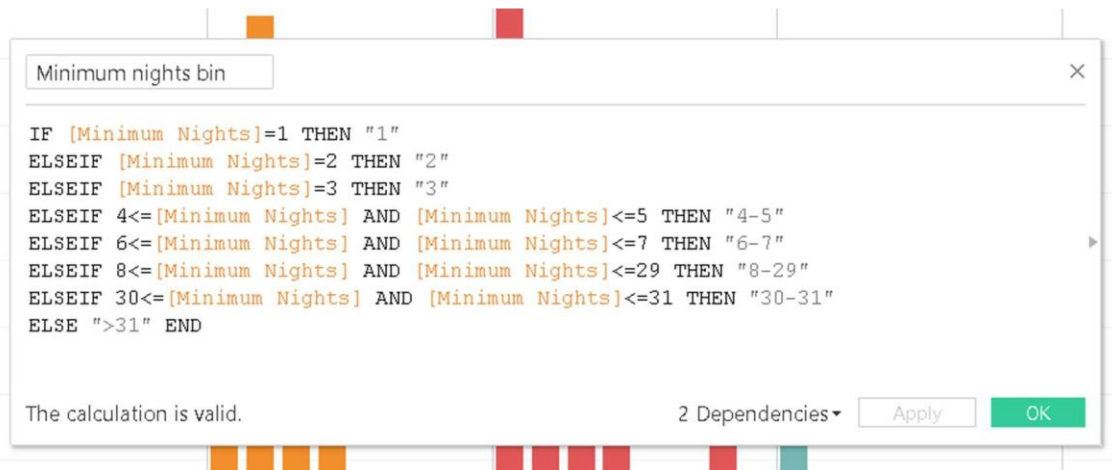 Minimum nights bin
IF [Minimum Nights]=1 THEN "1"
ELSEIF [Minimum Nights]=2 THEN "2"
ELSEIF [Minimum Nights]=3 THEN "3"
ELSEIF 4<=[Minimum Nights] AND [Minimum Nights]<=5 THEN "4-5"
ELSEIF 6<=[Minimum Nights] AND [Minimum Nights]<=7 THEN "6-7"
ELSEIF 8<=[Minimum Nights] AND [Minimum Nights]<=29 THEN "8-29"
ELSEIF 30<=[Minimum Nights] AND [Minimum Nights]<=31 THEN "30-31"
ELSE ">31" END
The calculation is valid. 2 Dependencies Apply OK